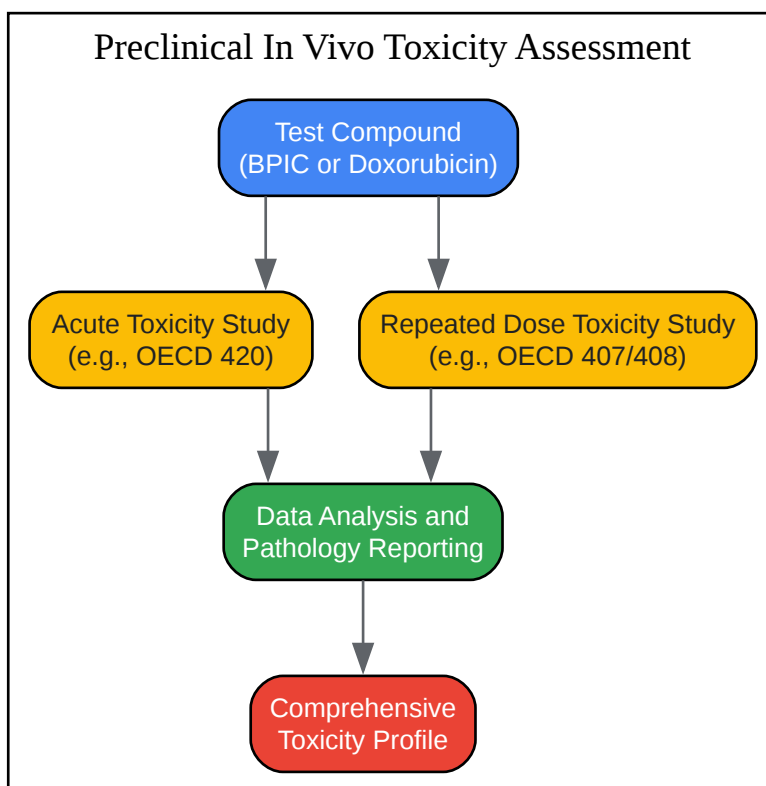 Preclinical In Vivo Toxicity Assessment
Test Compound
(BPIC or Doxorubicin)
Acute Toxicity Study
(e.g., OECD 420)
Repeated Dose Toxicity Study
(e.g., OECD 407/408)
Data Analysis and
Pathology Reporting
Comprehensive
Toxicity Profile